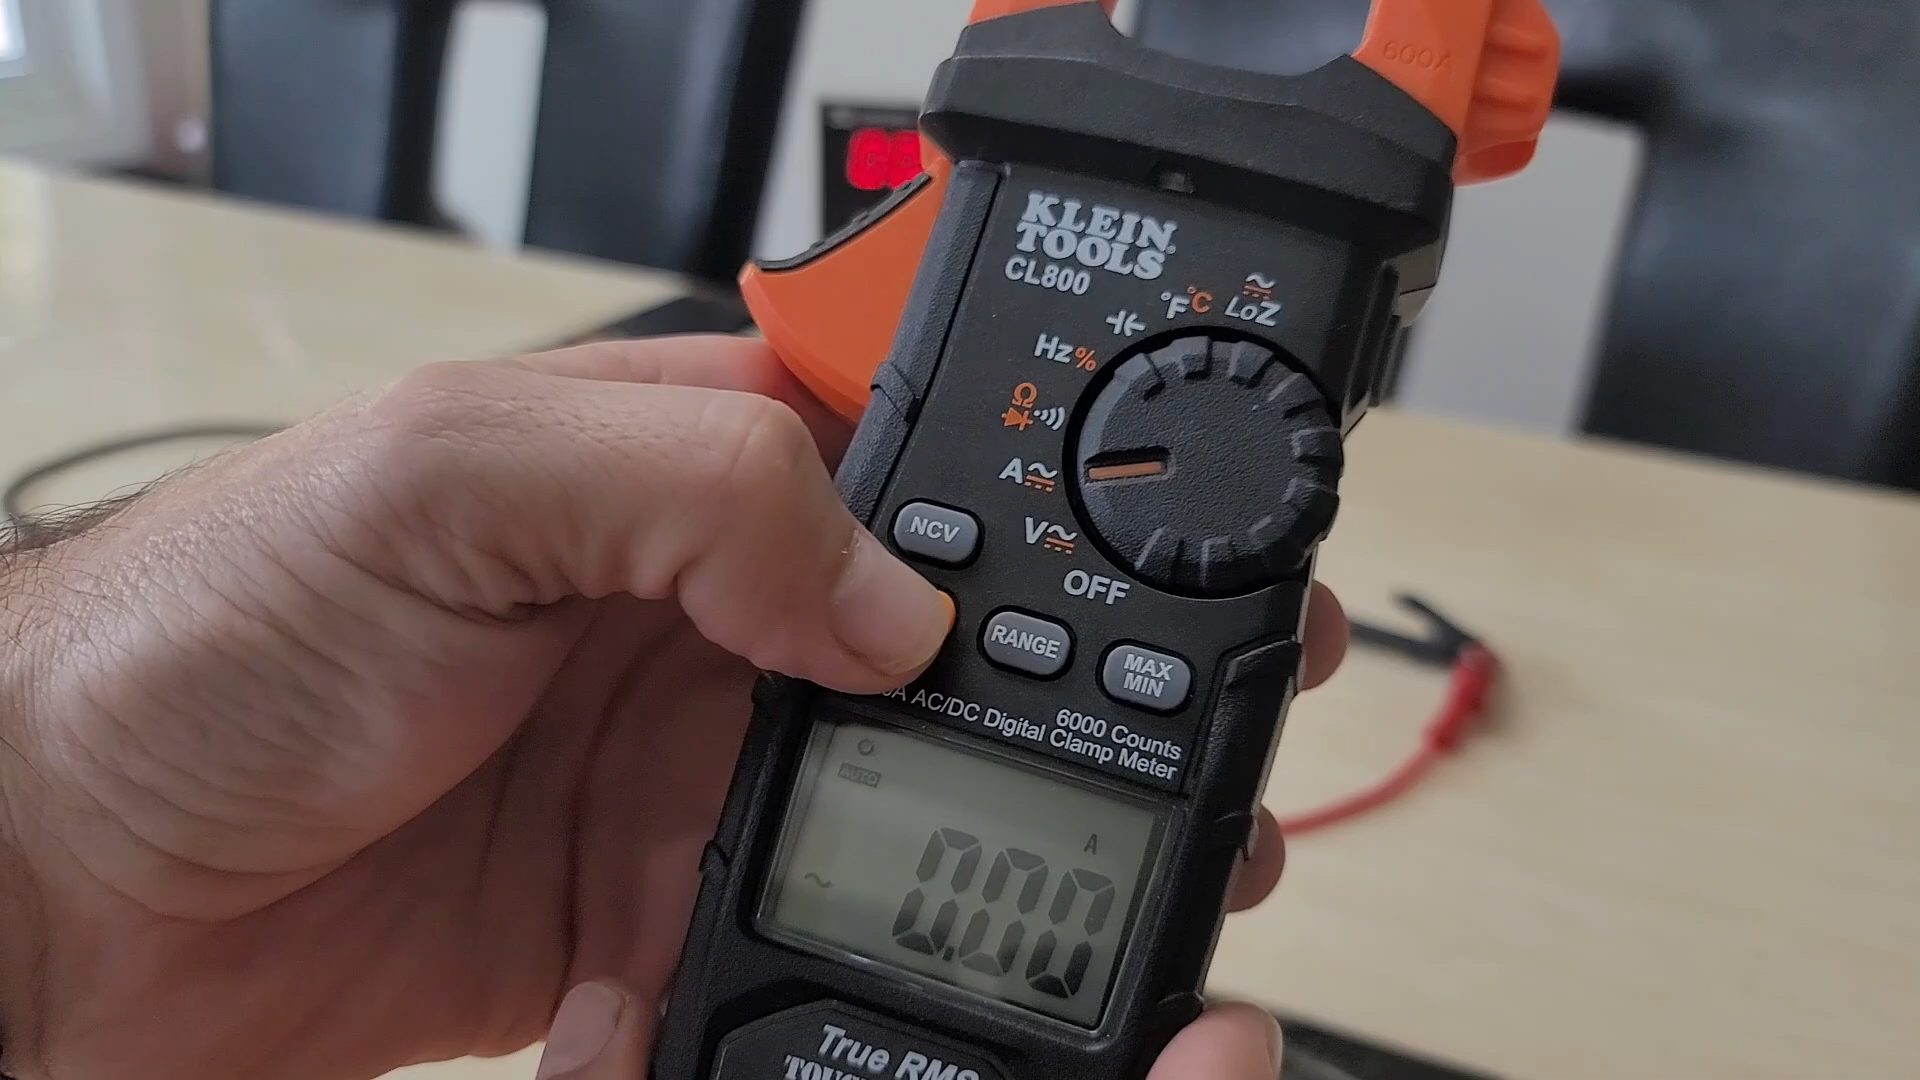 600A
KLEIN
TOOLS®
CL800
°F°C
LoZ
Hz%
Ω
A
V
OFF
NCV
RANGE
MAX
MIN
A AC/DC Digital Clamp Meter
6000 Counts
AUTO
A
0.00
True RMS